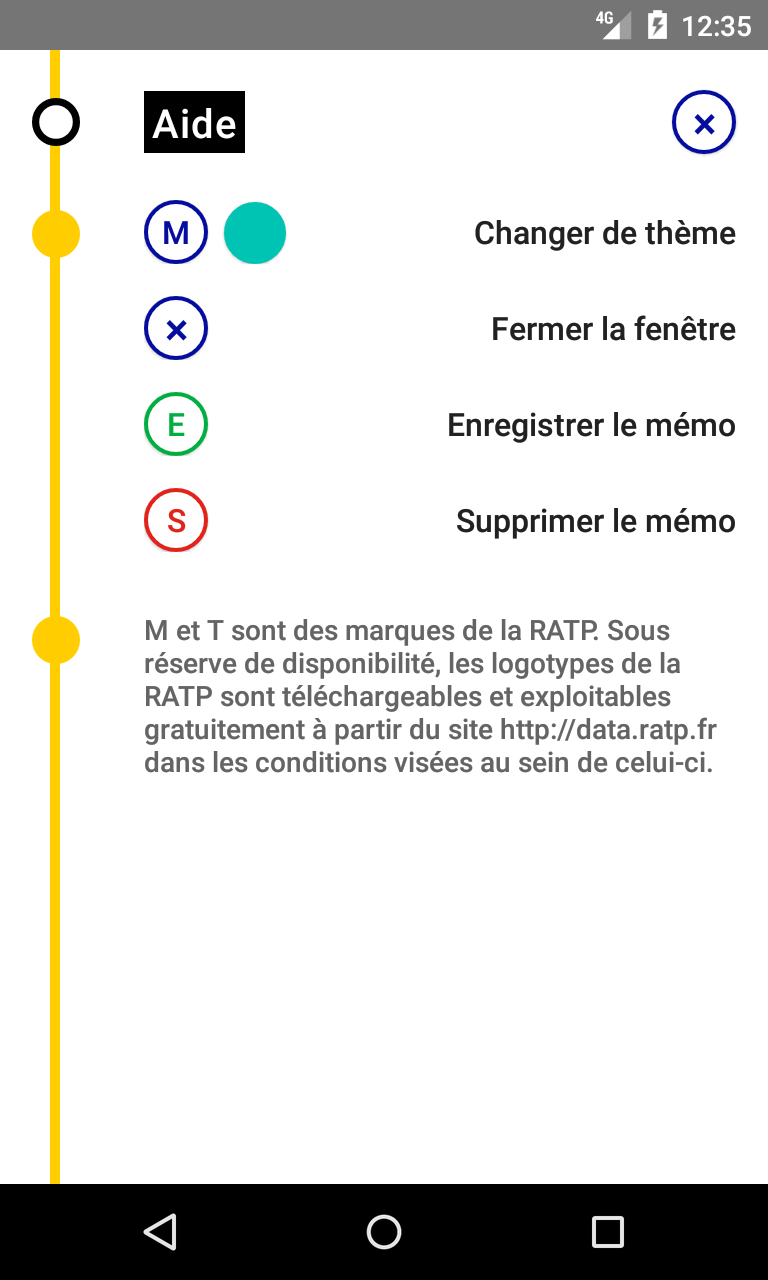 4G 12:35
Aide ×
M Changer de thème
× Fermer la fenêtre
E Enregistrer le mémo
S Supprimer le mémo
M et T sont des marques de la RATP. Sous
réserve de disponibilité, les logotypes de la
RATP sont téléchargeables et exploitables
gratuitement à partir du site http://data.ratp.fr
dans les conditions visées au sein de celui-ci.